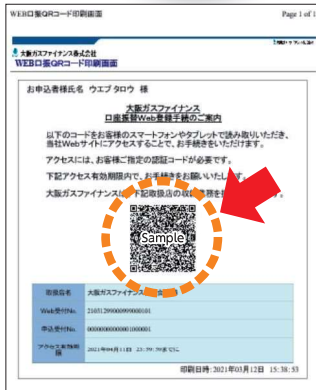 WEB口振QRコード印刷画面 Page 1 of 1
大阪ガスファイナンス株式会社
WEB口振QRコード印刷画面
お申込者様氏名 ウエブ タロウ 様
大阪ガスファイナンス
口座振替Web登録手続のご案内
以下のコードをお客様のスマートフォンやタブレットで読み取りいただき、
当社Webサイトにアクセスすることで、お手続きをいただけます。
アクセスには、お客様ご指定の認証コードが必要です。
下記アクセス有効期限内で、お手続きをお願いいたし
大阪ガスファイナンスは、下記取扱店の収納業務を
Sample
取扱店名 大阪ガスファイナンス
Web受付No. 21031299000999000101
申込受付No. 0000000000001000001
アクセス有効期限 2021年04月11日 23:59:59まで
印刷日時:2021年03月12日 15:38:53